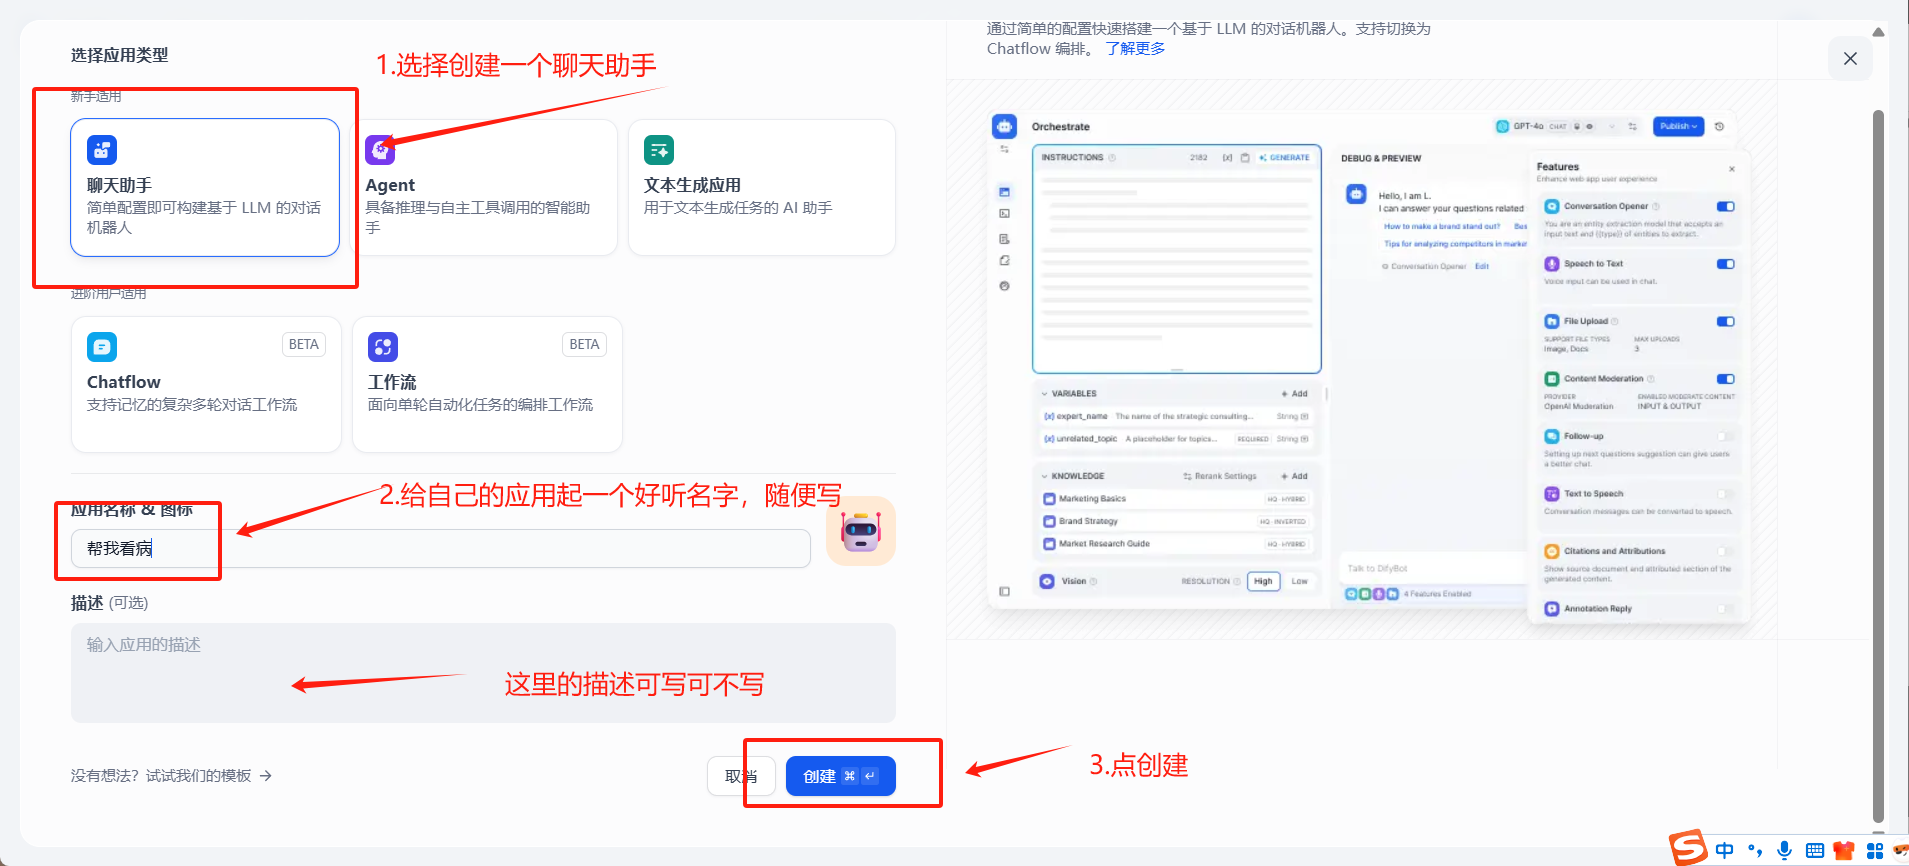 选择应用类型
1.选择创建一个聊天助手
新手适用
聊天助手
简单配置即可构建基于 LLM 的对话
机器人
Agent
具备推理与自主工具调用的智能助
手
文本生成应用
用于文本生成任务的 AI 助手
进阶用户适用
BETA
Chatflow
支持记忆的复杂多轮对话工作流
BETA
工作流
面向单轮自动化任务的编排工作流
应用名称 & 图标
2.给自己的应用起一个好听名字，随便写
帮我看病
描述 (可选)
输入应用的描述
这里的描述可写可不写
没有想法？试试我们的模板 →
取消
创建 ⌘ ↵
3.点创建
通过简单的配置快速搭建一个基于 LLM 的对话机器人。支持切换为
Chatflow 编排。 了解更多
Orchestrate
GPT-4o CHAT
Publish
INSTRUCTIONS
2182
GENERATE
DEBUG & PREVIEW
Hello, I am L.
I can answer your questions related
How to make a brand stand out? Bes
Tips for analyzing competitors in market
Conversation Opener Edit
VARIABLES
+ Add
{x} expert_name The name of the strategic consulting... String
{x} unrelated_topic A placeholder for topics... REQUIRED String
KNOWLEDGE
Rerank Settings
+ Add
Marketing Basics HQ · HYBRID
Brand Strategy HQ · INVERTED
Market Research Guide HQ · HYBRID
Vision
RESOLUTION
High
Low
Talk to DifyBot
4 Features Enabled
Features
Enhance web app user experience
Conversation Opener
You are an entity extraction model that accepts an
input text and {{type}} of entities to extract.
Speech to Text
Voice input can be used in chat.
File Upload
SUPPORT FILE TYPES
Image, Docs
MAX UPLOADS
3
Content Moderation
PROVIDER
OpenAI Moderation
ENABLED MODERATE CONTENT
INPUT & OUTPUT
Follow-up
Setting up next questions suggestion can give users
a better chat.
Text to Speech
Conversation messages can be converted to speech.
Citations and Attributions
Show source document and attributed section of the
generated content.
Annotation Reply
S 中